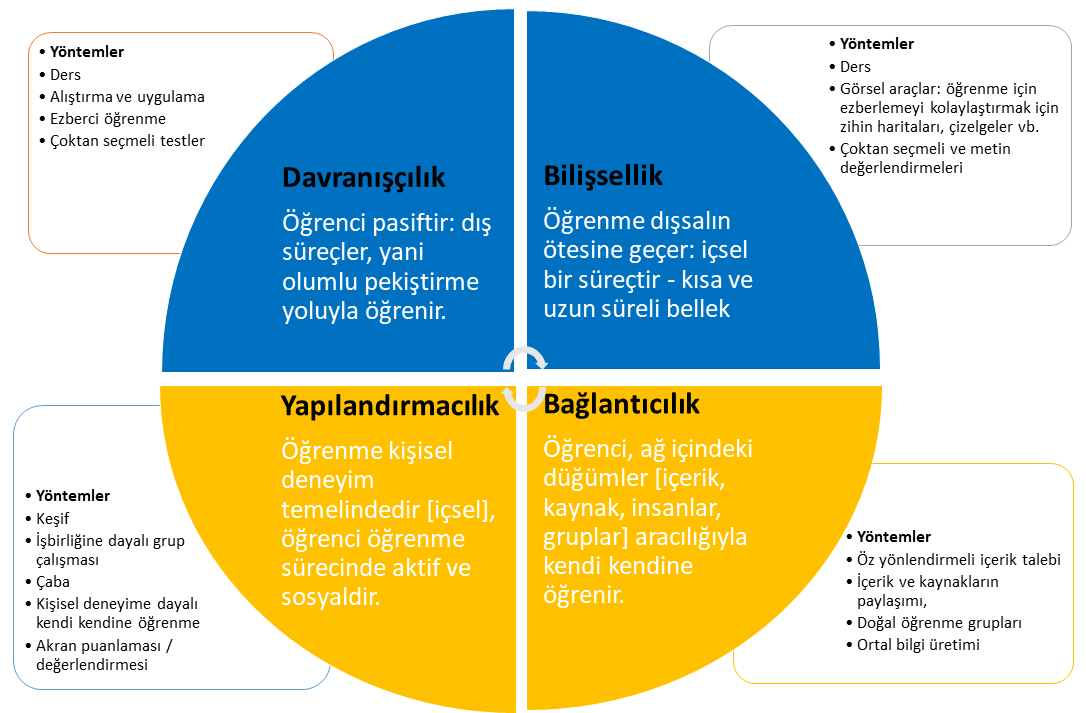 • Yöntemler
• Ders
• Alıştırma ve uygulama
• Ezberci öğrenme
• Çoktan seçmeli testler
Davranışçılık
Öğrenci pasiftir: dış
süreçler, yani
olumlu pekiştirme
yoluyla öğrenir.
• Yöntemler
• Ders
• Görsel araçlar: öğrenme için
ezberlemeyi kolaylaştırmak için
zihin haritaları, çizelgeler vb.
• Çoktan seçmeli ve metin
değerlendirmeleri
Bilişsellik
Öğrenme dışsalın
ötesine geçer: içsel
bir süreçtir - kısa ve
uzun süreli bellek
• Yöntemler
• Keşif
• İşbirliğine dayalı grup
çalışması
• Çaba
• Kişisel deneyime dayalı
kendi kendine öğrenme
• Akran puanlaması /
değerlendirmesi
Yapılandırmacılık
Öğrenme kişisel
deneyim
temelindedir [içsel],
öğrenci öğrenme
sürecinde aktif ve
sosyaldir.
Bağlantıcılık
Öğrenci, ağ içindeki
düğümler [içerik,
kaynak, insanlar,
gruplar] aracılığıyla
kendi kendine
öğrenir.
• Yöntemler
• Öz yönlendirmeli içerik talebi
• İçerik ve kaynakların
paylaşımı,
• Doğal öğrenme grupları
• Ortal bilgi üretimi